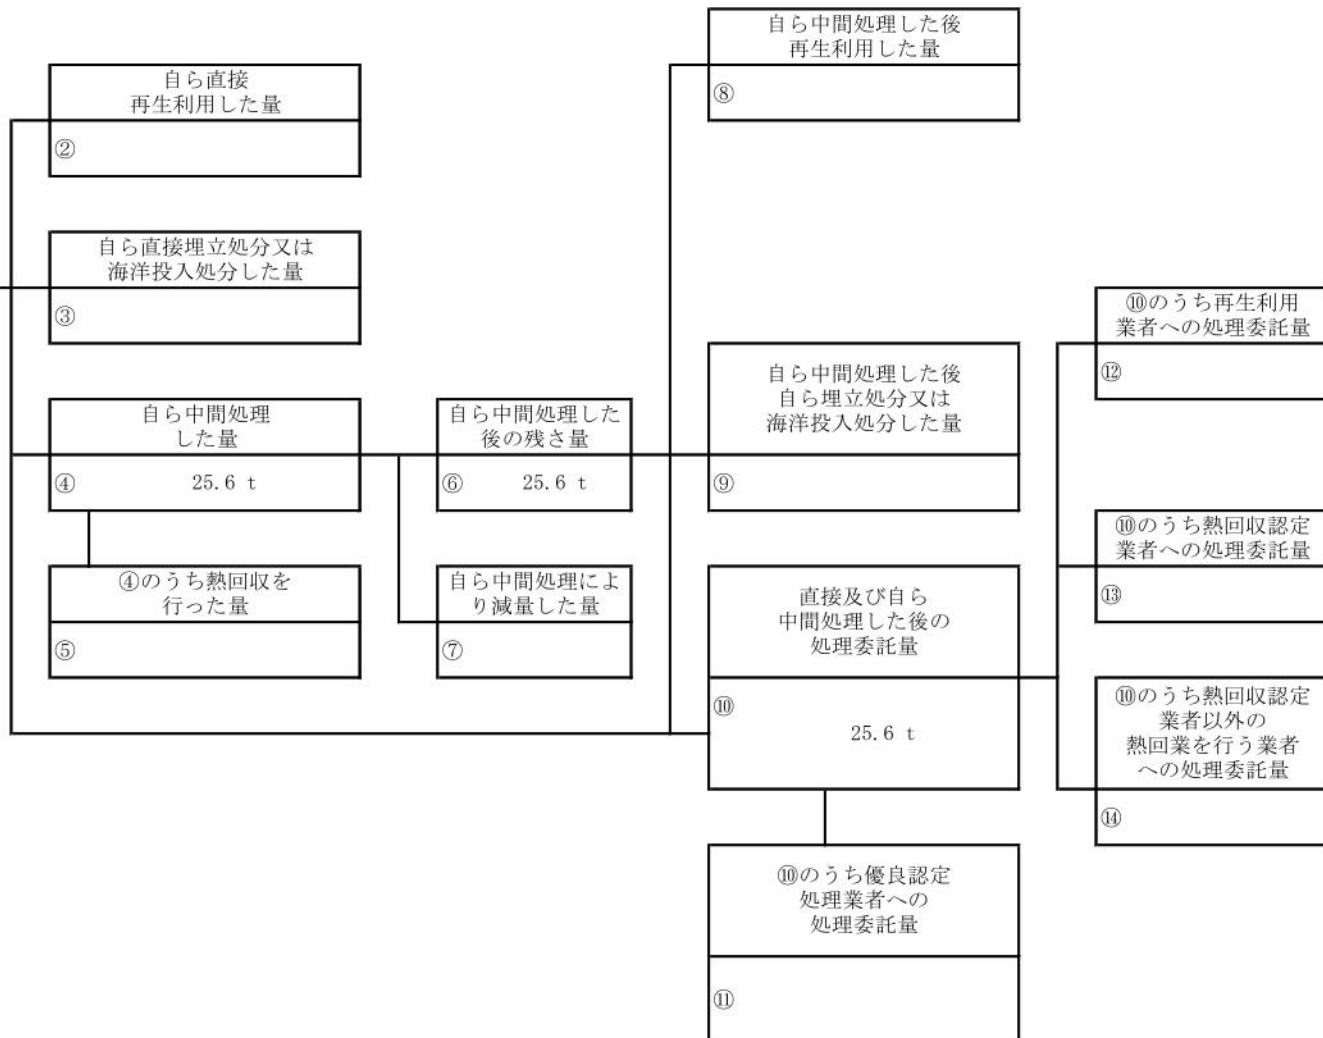 自ら中間処理した後
再生利用した量
⑧
自ら直接
再生利用した量
②
自ら直接埋立処分又は
海洋投入処分した量
③
⑩のうち再生利用
業者への処理委託量
⑫
自ら中間処理した後
自ら埋立処分又は
海洋投入処分した量
⑨
自ら中間処理
した量
④ 25.6 t
自ら中間処理した
後の残さ量
⑥ 25.6 t
⑩のうち熱回収認定
業者への処理委託量
⑬
④のうち熱回収を
行った量
⑤
自ら中間処理によ
り減量した量
⑦
直接及び自ら
中間処理した後の
処理委託量
⑩
25.6 t
⑩のうち熱回収認定
業者以外の
熱回業を行う業者
への処理委託量
⑭
⑩のうち優良認定
処理業者への
処理委託量
⑪